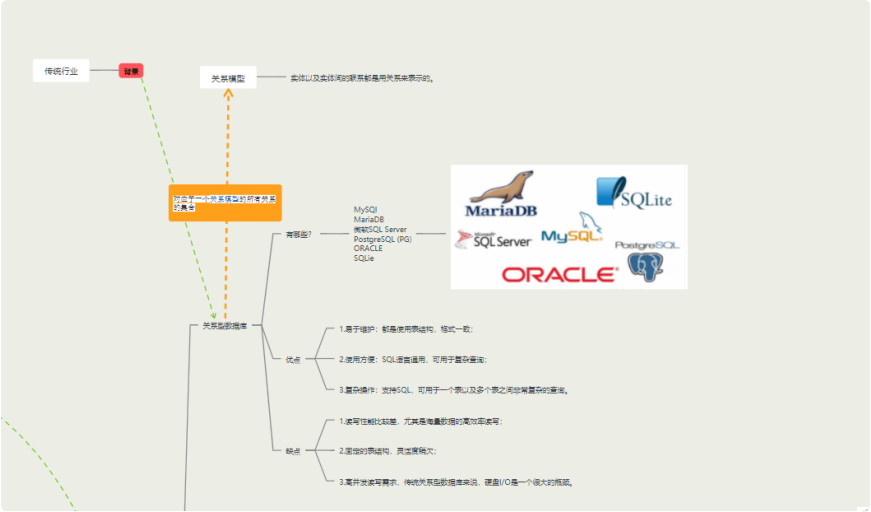 传统行业
背景
关系模型
实体以及实体间的联系都是用关系来表示的。
对应于一个关系模型的所有关系
的集合
有哪些?
MySQl
MariaDB
微软SQL Server
PostgreSQL (PG)
ORACLE
SQLie
MariaDB
SQLite
Microsoft
SQL Server
MySQL
PostgreSQL
ORACLE
关系型数据库
优点
1.易于维护：都是使用表结构，格式一致；
2.使用方便：SQL语言通用，可用于复杂查询；
3.复杂操作：支持SQL，可用于一个表以及多个表之间非常复杂的查询。
缺点
1.读写性能比较差，尤其是海量数据的高效率读写；
2.固定的表结构，灵活度稍欠；
3.高并发读写需求，传统关系型数据库来说，硬盘I/O是一个很大的瓶颈。